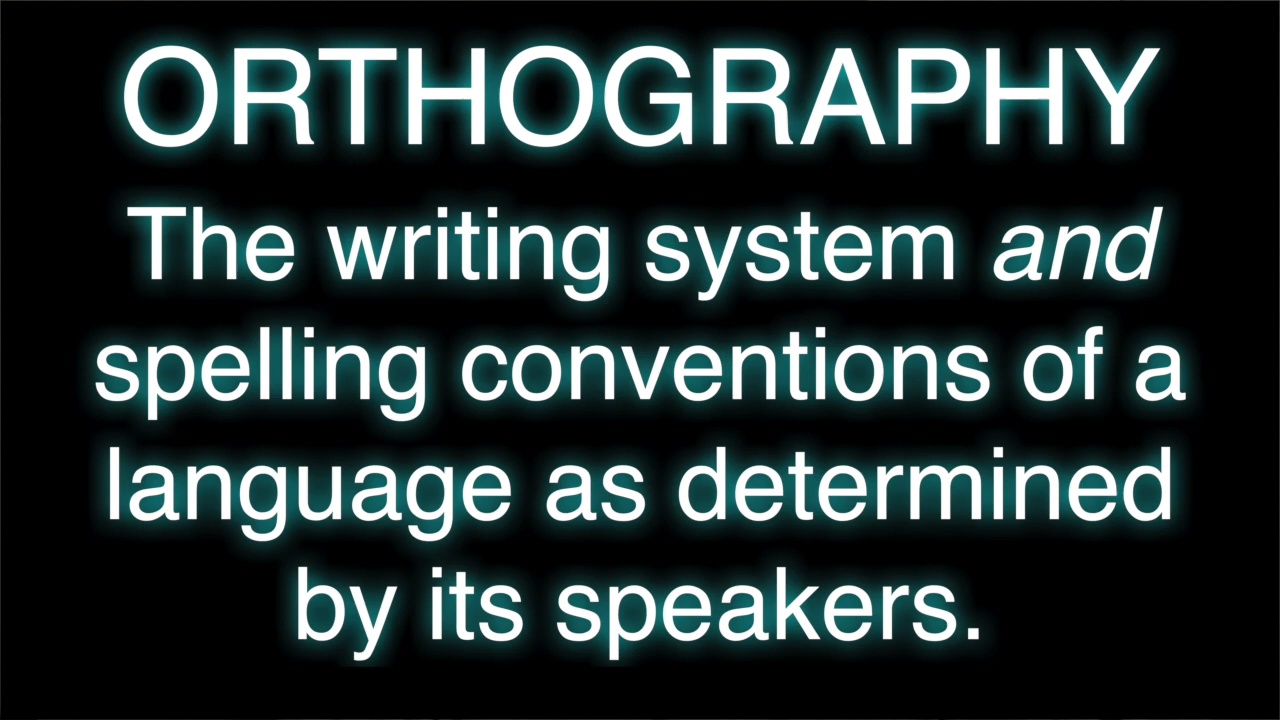 ORTHOGRAPHY
The writing system and
spelling conventions of a
language as determined
by its speakers.